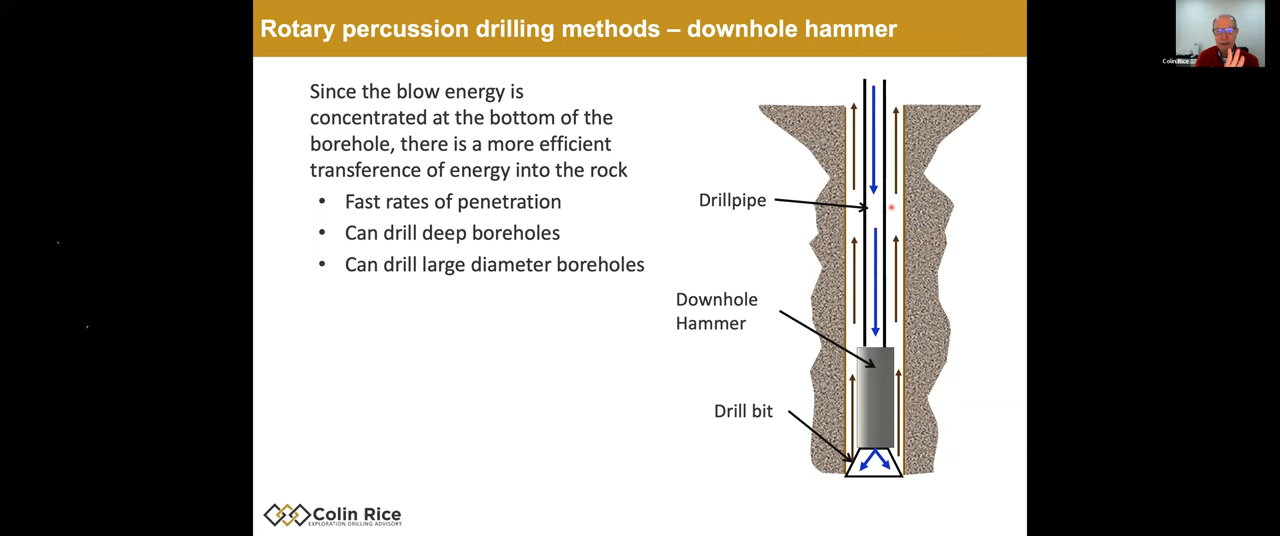 Rotary percussion drilling methods – downhole hammer
Colin Rice
Since the blow energy is
concentrated at the bottom of the
borehole, there is a more efficient
transference of energy into the rock
• Fast rates of penetration
• Can drill deep boreholes
• Can drill large diameter boreholes
Drillpipe
Downhole
Hammer
Drill bit
Colin Rice
EXPLORATION DRILLING ADVISORY